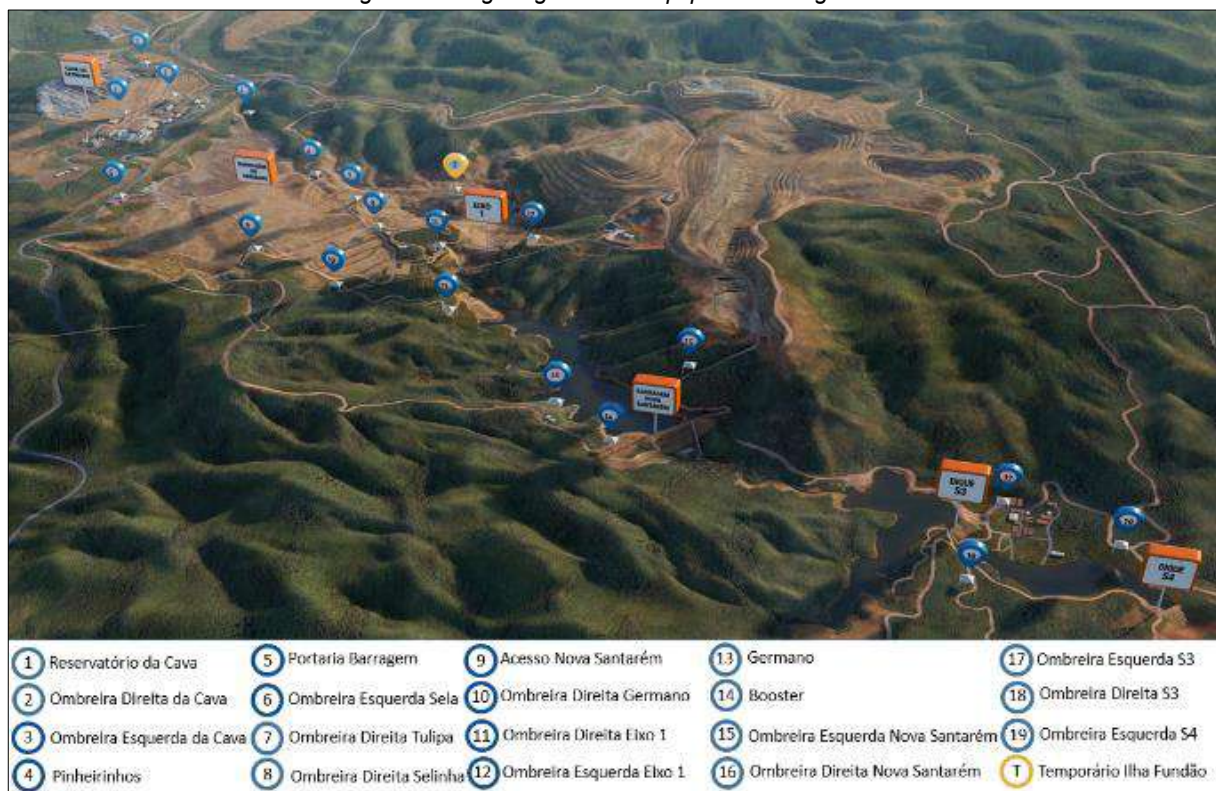 EIXO
1
BARRAGEM
NOVA
SANTARÉM
DIQUE
S3
DIQUE
S4
1 Reservatório da Cava
2 Ombreira Direita da Cava
3 Ombreira Esquerda da Cava
4 Pinheirinhos
5 Portaria Barragem
6 Ombreira Esquerda Sela
7 Ombreira Direita Tulipa
8 Ombreira Direita Selinha
9 Acesso Nova Santarém
10 Ombreira Direita Germano
11 Ombreira Direita Eixo 1
12 Ombreira Esquerda Eixo 1
13 Germano
14 Booster
15 Ombreira Esquerda Nova Santarém
16 Ombreira Direita Nova Santarém
17 Ombreira Esquerda S3
18 Ombreira Direita S3
19 Ombreira Esquerda S4
T Temporário Ilha Fundão